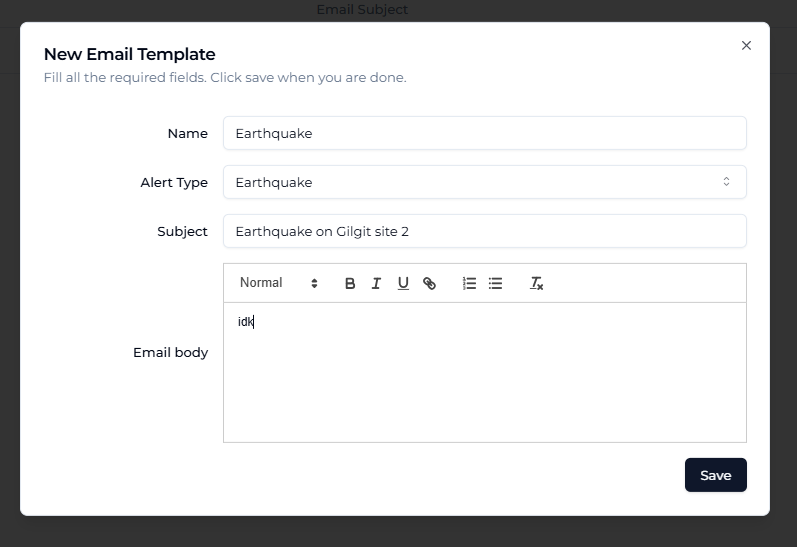 Email Subject
New Email Template
Fill all the required fields. Click save when you are done.
Name
Earthquake
Alert Type
Earthquake
Subject
Earthquake on Gilgit site 2
Normal
B I U
Email body
idk
Save